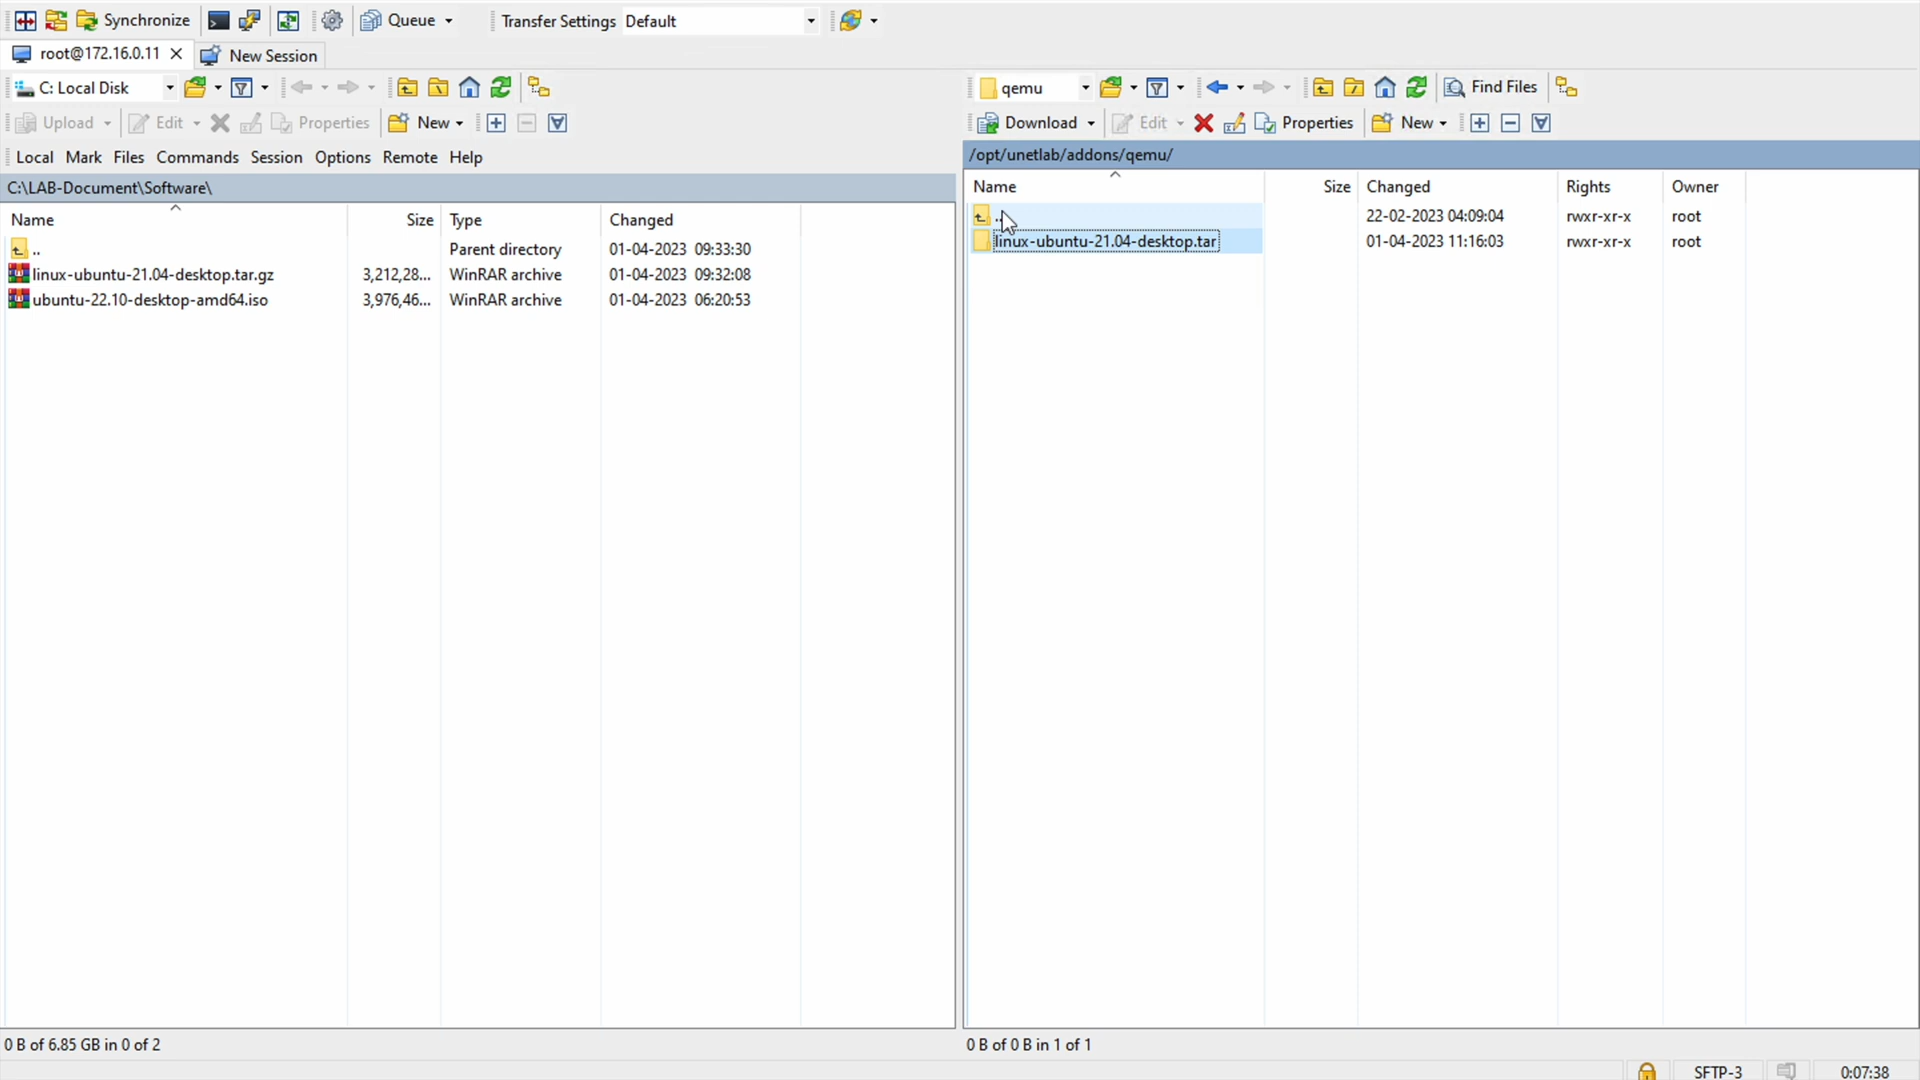 Synchronize Queue Transfer Settings Default
root@172.16.0.11 New Session
C: Local Disk
Upload Edit Properties New
Local Mark Files Commands Session Options Remote Help
C:\LAB-Document\Software\
Name Size Type Changed
.. Parent directory 01-04-2023 09:33:30
linux-ubuntu-21.04-desktop.tar.gz 3,212,28... WinRAR archive 01-04-2023 09:32:08
ubuntu-22.10-desktop-amd64.iso 3,976,46... WinRAR archive 01-04-2023 06:20:53
0 B of 6.85 GB in 0 of 2
qemu Find Files
Download Edit Properties New
/opt/unetlab/addons/qemu/
Name Size Changed Rights Owner
.. 22-02-2023 04:09:04 rwxr-xr-x root
linux-ubuntu-21.04-desktop.tar 01-04-2023 11:16:03 rwxr-xr-x root
0 B of 0 B in 1 of 1
SFTP-3 0:07:38